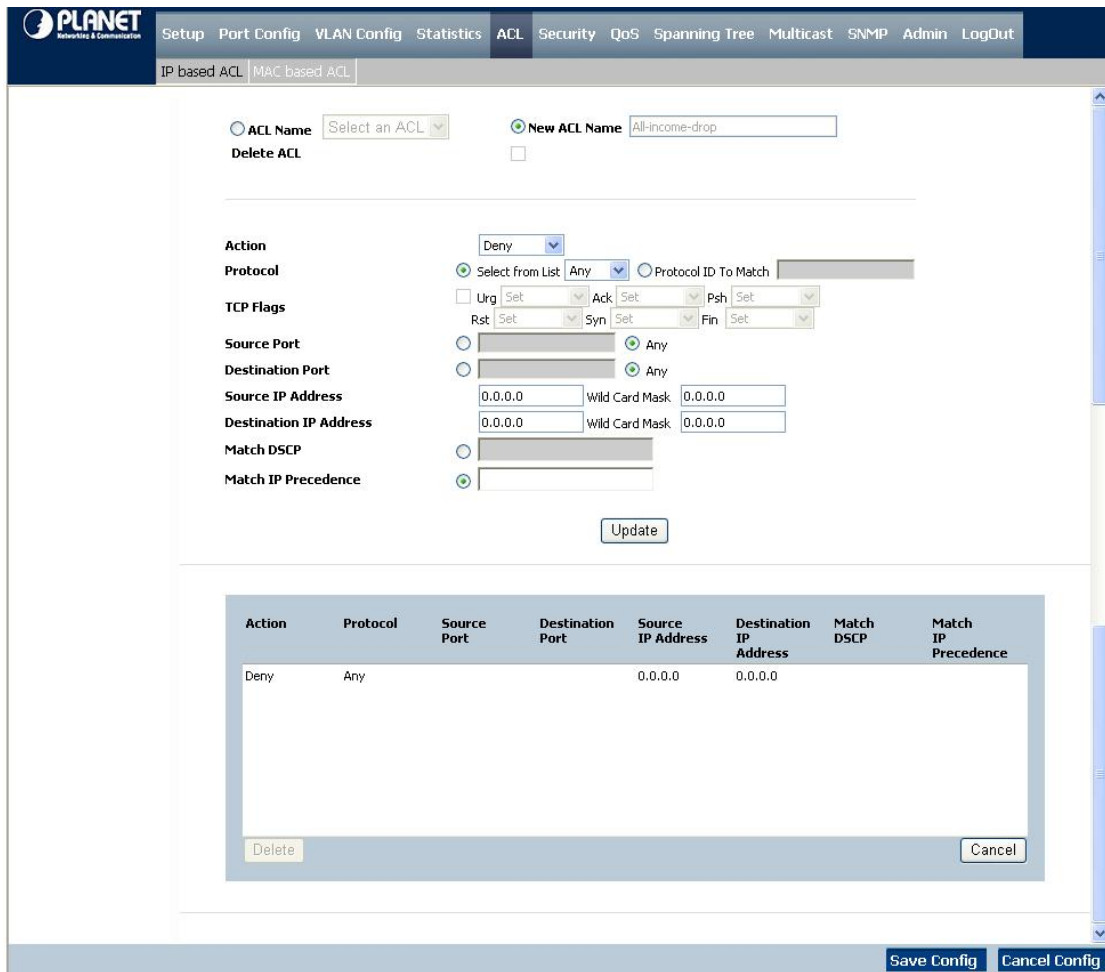 PLANET
Networking & Communication
Setup Port Config VLAN Config Statistics ACL Security QoS Spanning Tree Multicast SNMP Admin LogOut
IP based ACL MAC based ACL
ACL Name Select an ACL New ACL Name All-income-drop
Delete ACL
Action Deny
Protocol Select from List Any Protocol ID To Match
TCP Flags Urg Set Ack Set Psh Set
Rst Set Syn Set Fin Set
Source Port Any
Destination Port Any
Source IP Address 0.0.0.0 Wild Card Mask 0.0.0.0
Destination IP Address 0.0.0.0 Wild Card Mask 0.0.0.0
Match DSCP
Match IP Precedence
Update
Action Protocol Source Port Destination Port Source IP Address Destination IP Address Match DSCP Match IP Precedence
Deny Any 0.0.0.0 0.0.0.0
Delete Cancel
Save Config Cancel Config